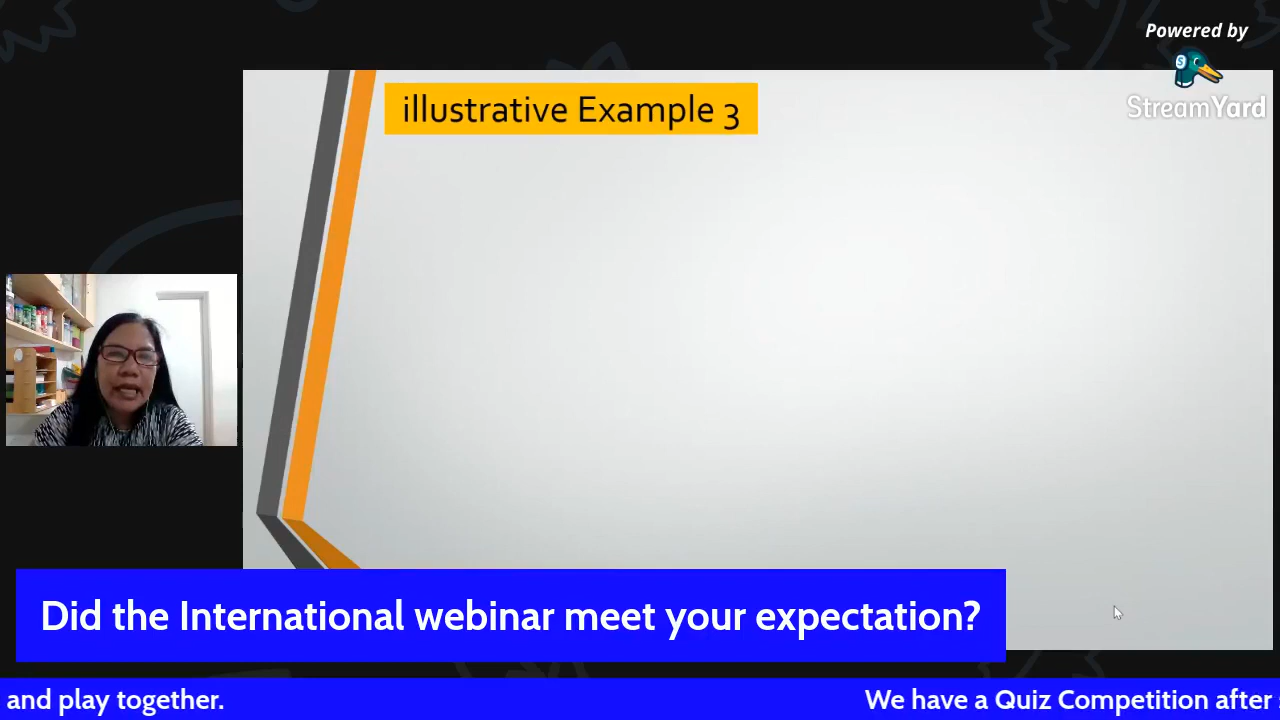 Powered by
StreamYard
illustrative Example 3
Did the International webinar meet your expectation?
and play together. We have a Quiz Competition after